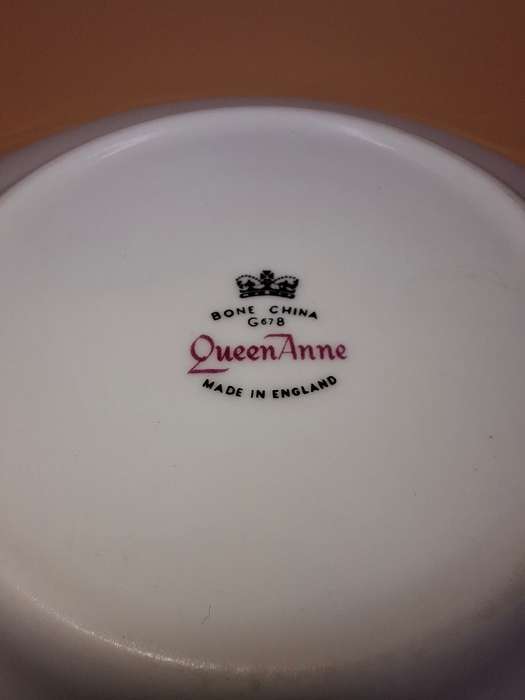 BONE CHINA
G678
Queen Anne
MADE IN ENGLAND